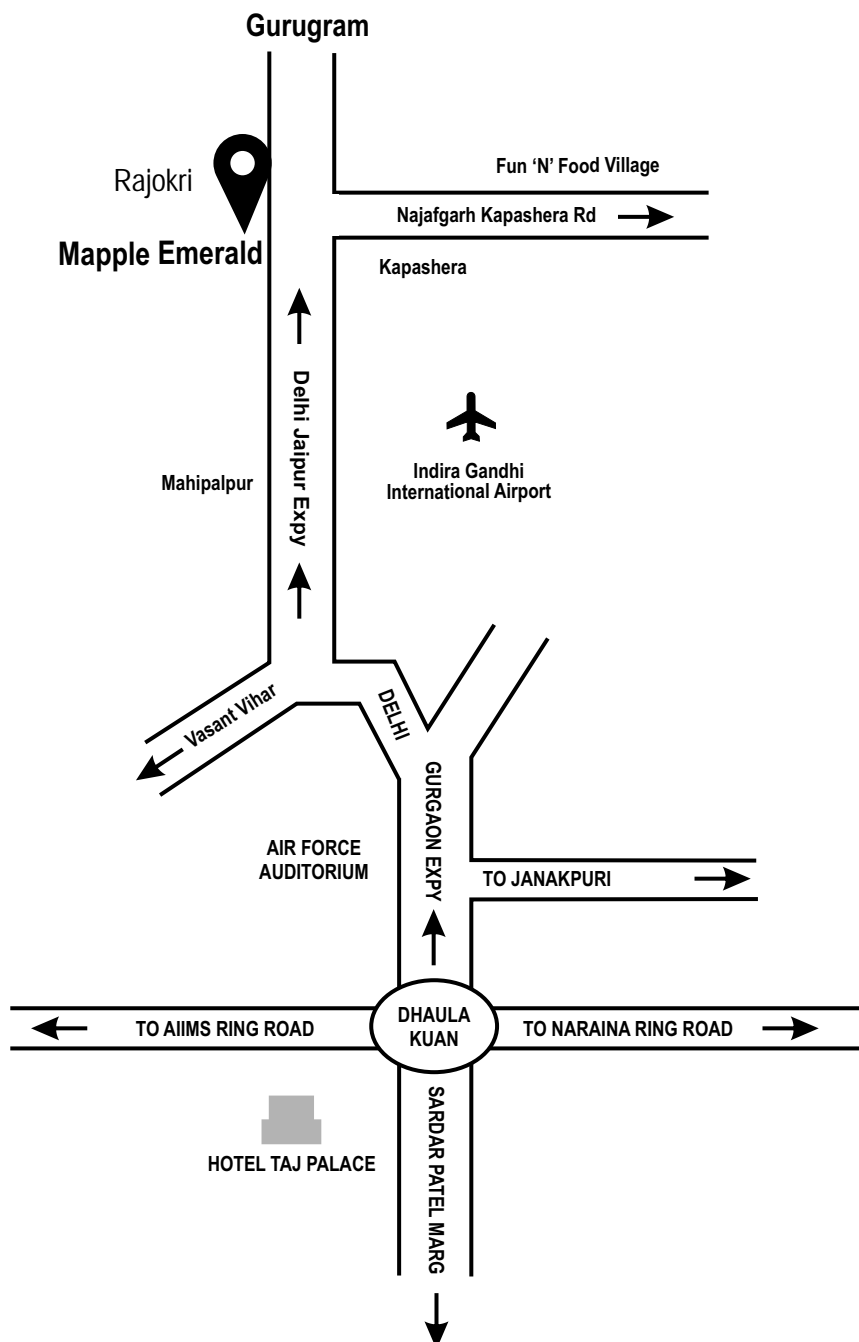 Gurugram
Fun ‘N’ Food Village
Rajokri
Najafgarh Kapashera Rd
Mapple Emerald
Kapashera
Delhi Jaipur Expy
Mahipalpur
Indira Gandhi
International Airport
Vasant Vihar
DELHI
GURGAON EXPY
AIR FORCE
AUDITORIUM
TO JANAKPURI
TO AIIMS RING ROAD
DHAULA
KUAN
TO NARAINA RING ROAD
HOTEL TAJ PALACE
SARDAR PATEL MARG